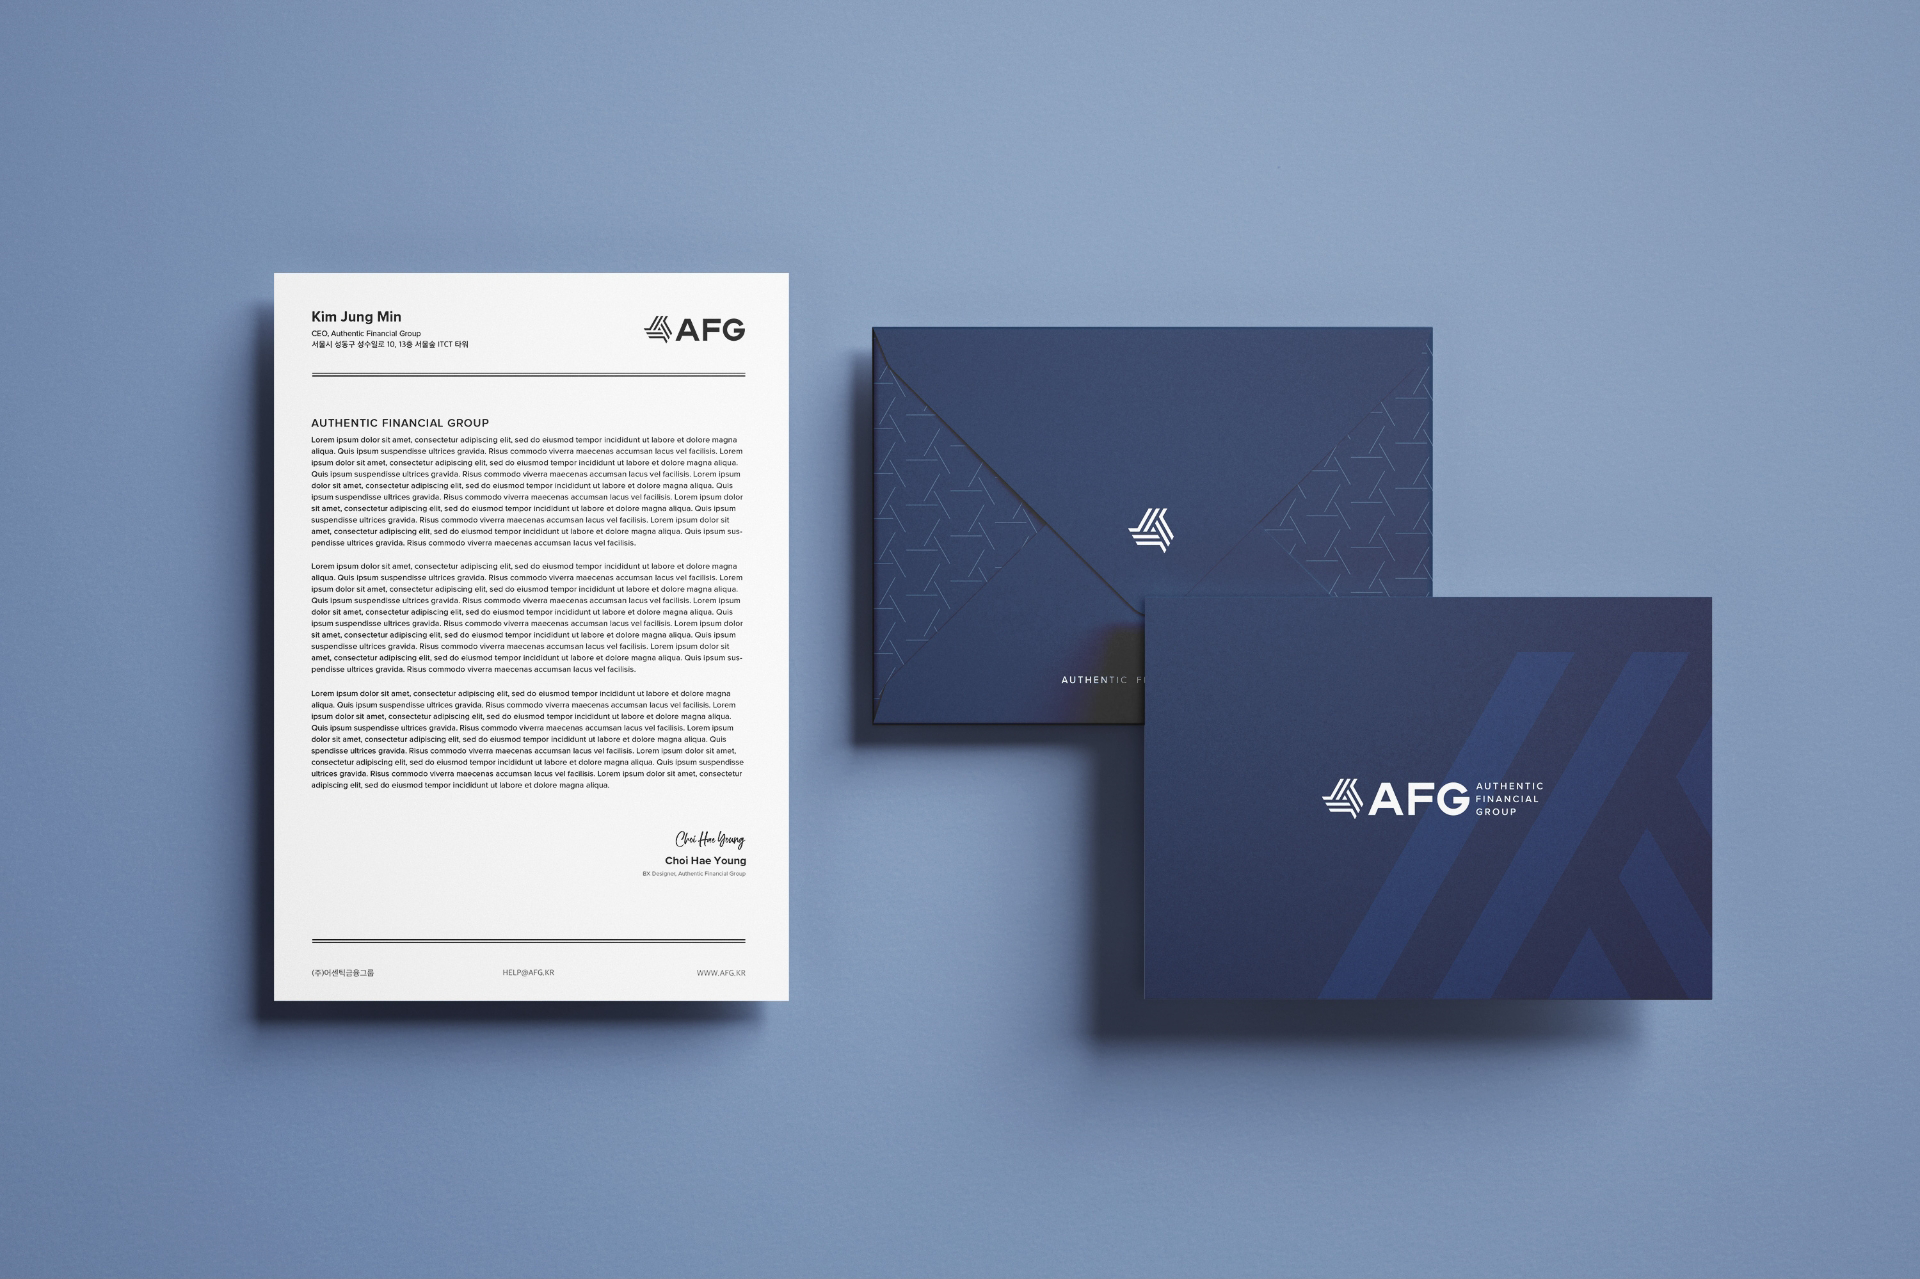 Kim Jung Min
CEO, Authentic Financial Group
서울시 성동구 성수일로 10, 13층 서울숲 ITCT 타워
AFG
AUTHENTIC FINANCIAL GROUP
Lorem ipsum dolor sit amet, consectetur adipiscing elit, sed do eiusmod tempor incididunt ut labore et dolore magna
aliqua. Quis ipsum suspendisse ultrices gravida. Risus commodo viverra maecenas accumsan lacus vel facilisis. Lorem
ipsum dolor sit amet, consectetur adipiscing elit, sed do eiusmod tempor incididunt ut labore et dolore magna aliqua.
Quis ipsum suspendisse ultrices gravida. Risus commodo viverra maecenas accumsan lacus vel facilisis. Lorem ipsum
dolor sit amet, consectetur adipiscing elit, sed do eiusmod tempor incididunt ut labore et dolore magna aliqua. Quis
ipsum suspendisse ultrices gravida. Risus commodo viverra maecenas accumsan lacus vel facilisis. Lorem ipsum dolor
sit amet, consectetur adipiscing elit, sed do eiusmod tempor incididunt ut labore et dolore magna aliqua. Quis ipsum
suspendisse ultrices gravida. Risus commodo viverra maecenas accumsan lacus vel facilisis. Lorem ipsum dolor sit
amet, consectetur adipiscing elit, sed do eiusmod tempor incididunt ut labore et dolore magna aliqua. Quis ipsum sus-
pendisse ultrices gravida. Risus commodo viverra maecenas accumsan lacus vel facilisis.
Lorem ipsum dolor sit amet, consectetur adipiscing elit, sed do eiusmod tempor incididunt ut labore et dolore magna
aliqua. Quis ipsum suspendisse ultrices gravida. Risus commodo viverra maecenas accumsan lacus vel facilisis. Lorem
ipsum dolor sit amet, consectetur adipiscing elit, sed do eiusmod tempor incididunt ut labore et dolore magna aliqua.
Quis ipsum suspendisse ultrices gravida. Risus commodo viverra maecenas accumsan lacus vel facilisis. Lorem ipsum
dolor sit amet, consectetur adipiscing elit, sed do eiusmod tempor incididunt ut labore et dolore magna aliqua. Quis
ipsum suspendisse ultrices gravida. Risus commodo viverra maecenas accumsan lacus vel facilisis. Lorem ipsum dolor
sit amet, consectetur adipiscing elit, sed do eiusmod tempor incididunt ut labore et dolore magna aliqua. Quis ipsum
suspendisse ultrices gravida. Risus commodo viverra maecenas accumsan lacus vel facilisis. Lorem ipsum dolor sit
amet, consectetur adipiscing elit, sed do eiusmod tempor incididunt ut labore et dolore magna aliqua. Quis ipsum sus-
pendisse ultrices gravida. Risus commodo viverra maecenas accumsan lacus vel facilisis.
Lorem ipsum dolor sit amet, consectetur adipiscing elit, sed do eiusmod tempor incididunt ut labore et dolore magna
aliqua. Quis ipsum suspendisse ultrices gravida. Risus commodo viverra maecenas accumsan lacus vel facilisis. Lorem
ipsum dolor sit amet, consectetur adipiscing elit, sed do eiusmod tempor incididunt ut labore et dolore magna aliqua.
Quis ipsum suspendisse ultrices gravida. Risus commodo viverra maecenas accumsan lacus vel facilisis. Lorem ipsum
dolor sit amet, consectetur adipiscing elit, sed do eiusmod tempor incididunt ut labore et dolore magna aliqua. Quis
spendisse ultrices gravida. Risus commodo viverra maecenas accumsan lacus vel facilisis. Lorem ipsum dolor sit amet,
consectetur adipiscing elit, sed do eiusmod tempor incididunt ut labore et dolore magna aliqua. Quis ipsum suspendisse
ultrices gravida. Risus commodo viverra maecenas accumsan lacus vel facilisis. Lorem ipsum dolor sit amet, consectetur
adipiscing elit, sed do eiusmod tempor incididunt ut labore et dolore magna aliqua.
Choi Hae Young
Choi Hae Young
BX Designer, Authentic Financial Group
(주)어센틱금융그룹
HELP@AFG.KR
WWW.AFG.KR
AUTHENTIC
AFG
AUTHENTIC
FINANCIAL
GROUP